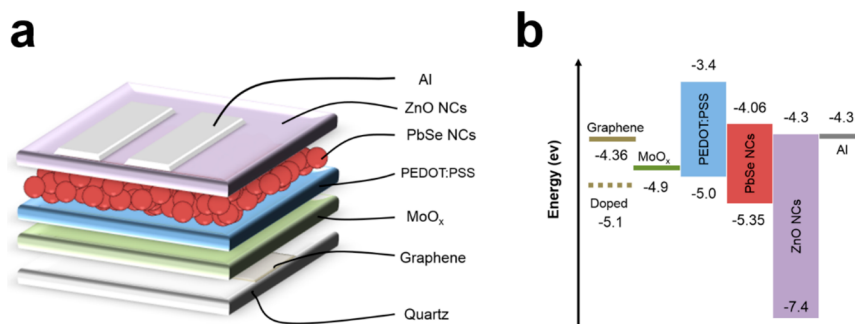 a
Al
ZnO NCs
PbSe NCs
PEDOT:PSS
MoOx
Graphene
Quartz
b
Energy (ev)
Graphene
-4.36
Doped
-5.1
MoOx
-4.9
-3.4
PEDOT:PSS
-5.0
-4.06
PbSe NCs
-5.35
-4.3
ZnO NCs
-7.4
-4.3
Al